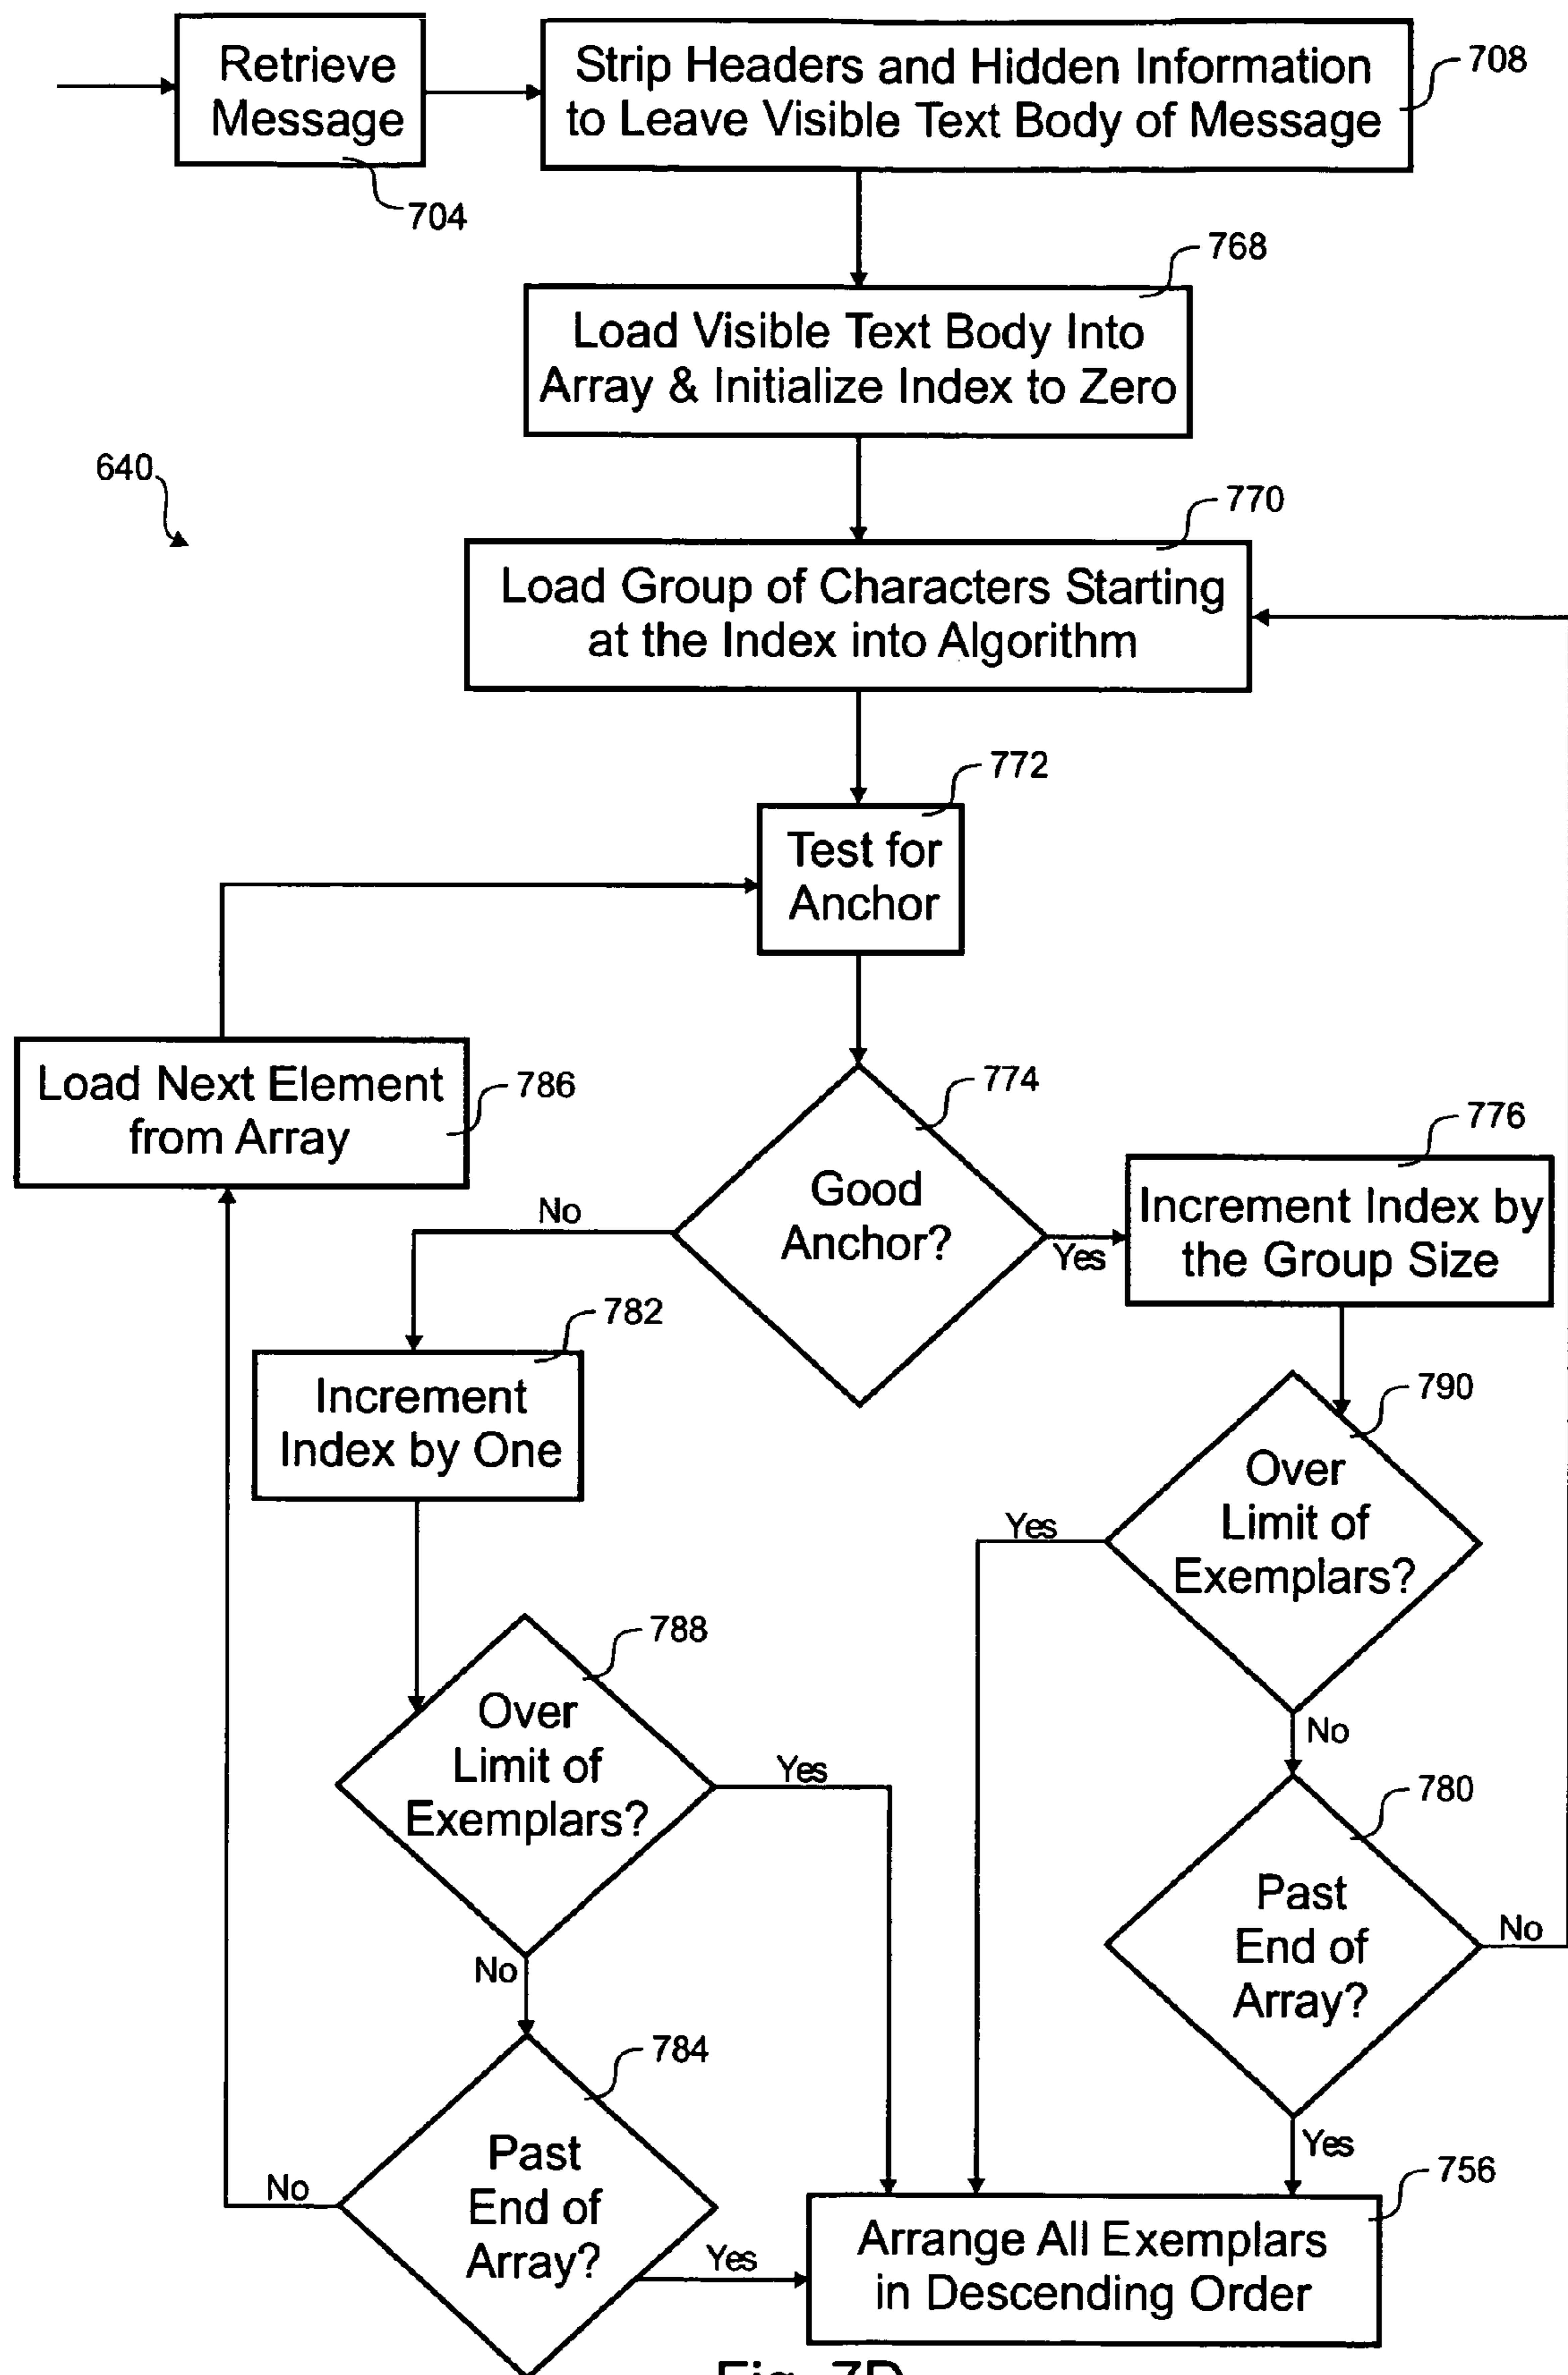 Retrieve
Message
704
Strip Headers and Hidden Information
to Leave Visible Text Body of Message
708
768
Load Visible Text Body Into
Array & Initialize Index to Zero
640
770
Load Group of Characters Starting
at the Index into Algorithm
772
Test for
Anchor
Load Next Element
from Array
786
774
Good
Anchor?
No
Yes
776
Increment Index by
the Group Size
782
Increment
Index by One
790
Over
Limit of
Exemplars?
Yes
No
788
Over
Limit of
Exemplars?
Yes
No
780
Past
End of
Array?
No
Yes
784
Past
End of
Array?
No
Yes
756
Arrange All Exemplars
in Descending Order
Fig. 7D